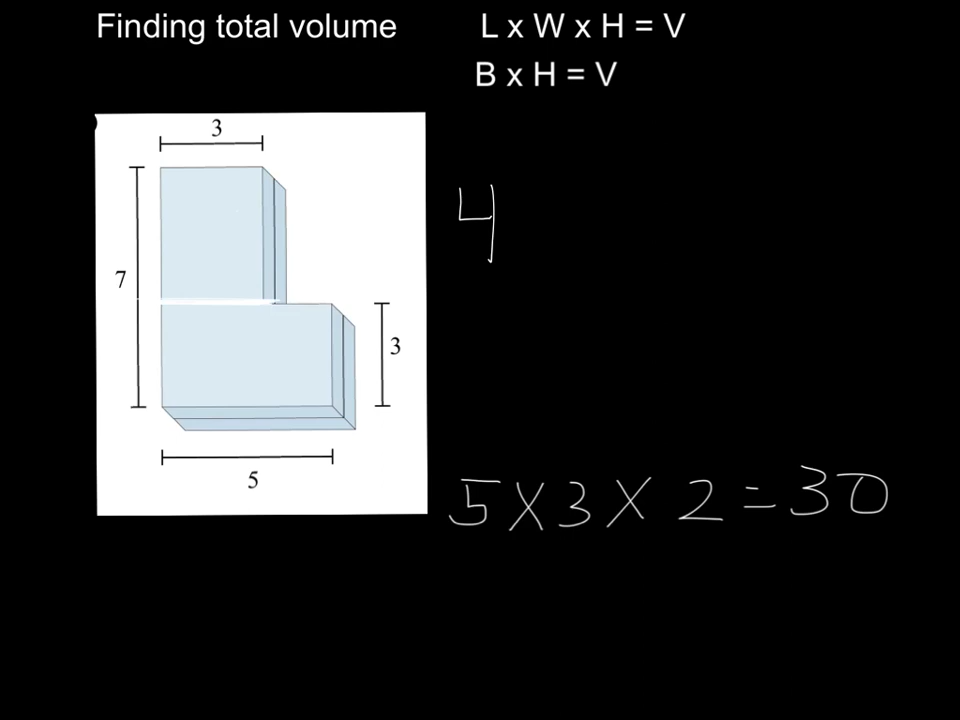 Finding total volume L x W x H = V
B x H = V
3
4
7
3
5
5 X 3 X 2 = 30